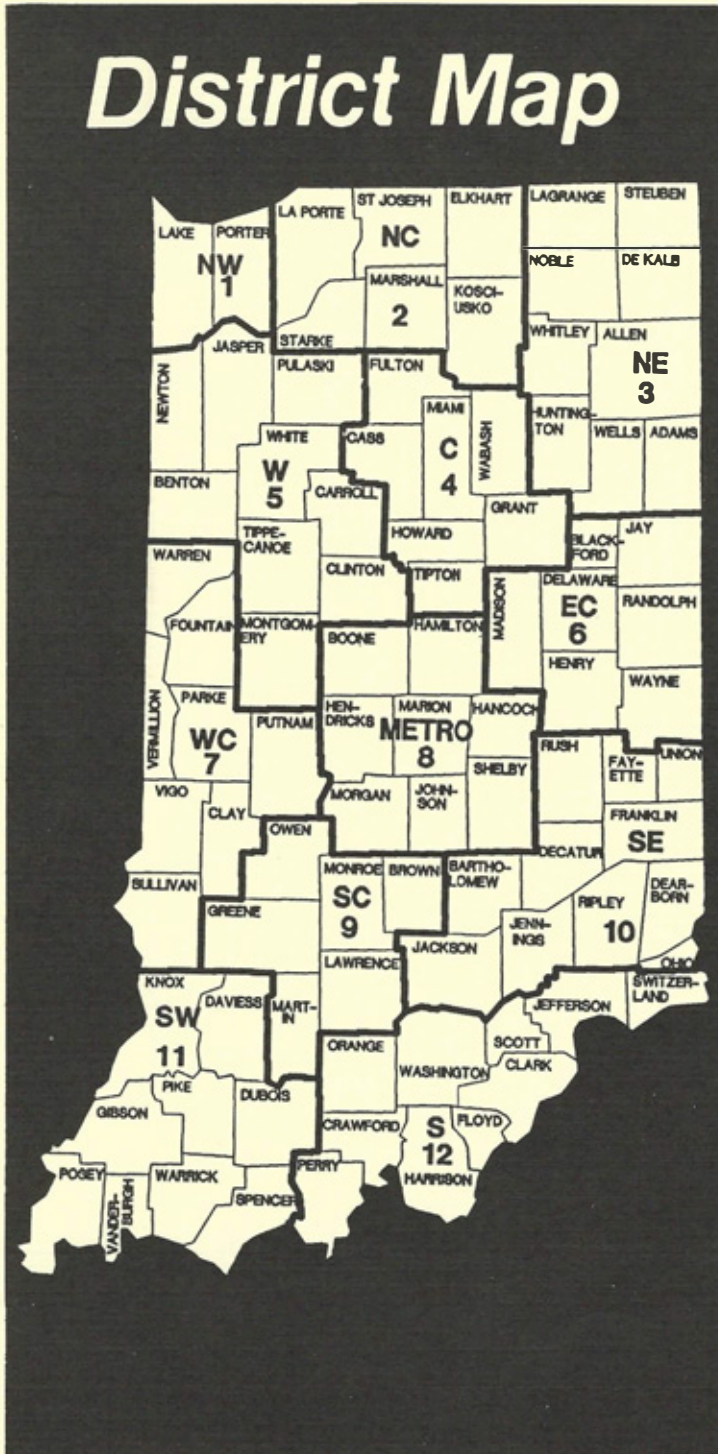 District Map
LAKE
PORTER
NW
1
LA PORTE
ST JOSEPH
ELKHART
NC
MARSHALL
2
KOSCI-
USKO
STARKE
LAGRANGE
STEUBEN
NOBLE
DE KALB
WHITLEY
ALLEN
NE
3
HUNTING-
TON
WELLS
ADAMS
JASPER
NEWTON
PULASKI
FULTON
MIAMI
WABASH
WHITE
CASS
C
4
W
5
CARROLL
BENTON
GRANT
HOWARD
TIPPE-
CANOE
CLINTON
TIPTON
BLACK-
FORD
JAY
WARREN
MADISON
DELAWARE
EC
6
RANDOLPH
FOUNTAIN
MONTGOM-
ERY
BOONE
HAMILTON
HENRY
WAYNE
VERMILLION
PARKE
WC
7
PUTNAM
HEN-
DRICKS
MARION
HANCOCK
METRO
8
RUSH
FAY-
ETTE
UNION
SHELBY
VIGO
CLAY
MORGAN
JOHN-
SON
FRANKLIN
SE
OWEN
DECATUR
SULLIVAN
GREENE
MONROE
BROWN
SC
9
BARTHO-
LOMEW
RIPLEY
10
DEAR-
BORN
JENN-
INGS
JACKSON
LAWRENCE
OHIO
KNOX
DAVIESS
MART-
IN
SWITZER-
LAND
JEFFERSON
SW
11
ORANGE
SCOTT
WASHINGTON
CLARK
PIKE
GIBSON
DUBOIS
CRAWFORD
FLOYD
S
12
HARRISON
POSEY
VANDER-
BURGH
WARRICK
SPENCER
PERRY